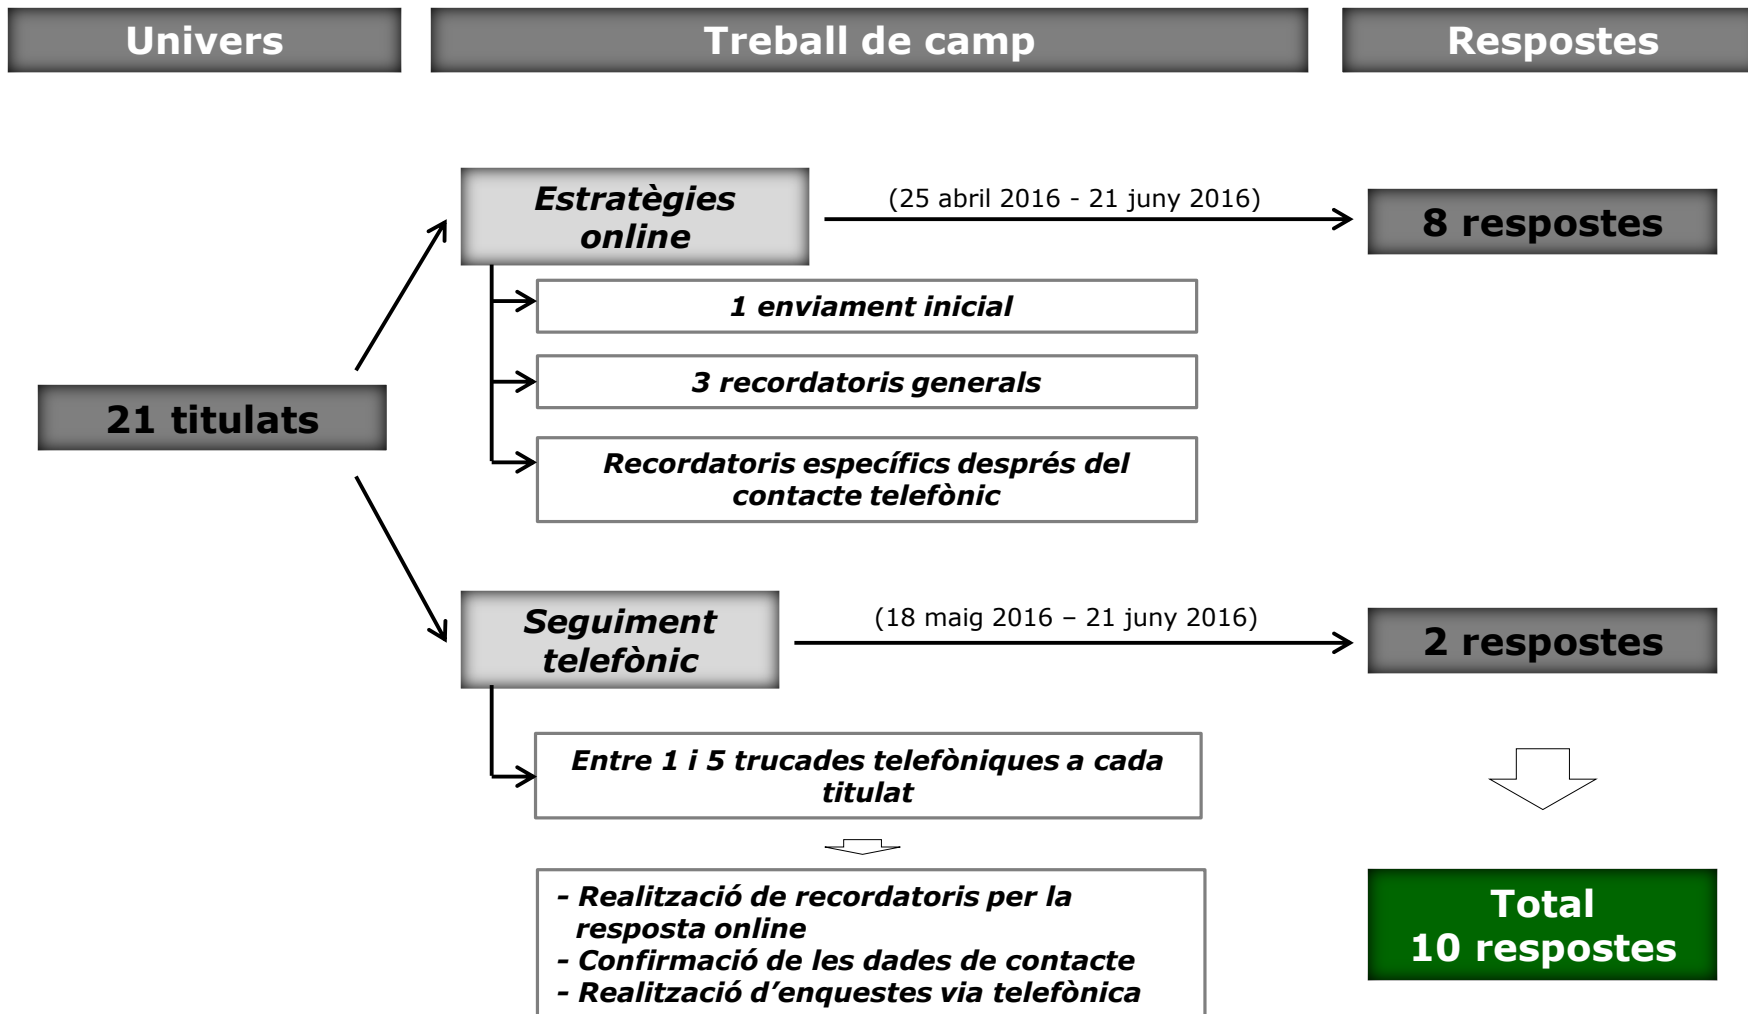 Univers
Treball de camp
Respostes
Estratègies
online
(25 abril 2016 - 21 juny 2016)
8 respostes
1 enviament inicial
3 recordatoris generals
21 titulats
Recordatoris específics després del
contacte telefònic
Seguiment
telefònic
(18 maig 2016 – 21 juny 2016)
2 respostes
Entre 1 i 5 trucades telefòniques a cada
titulat
- Realització de recordatoris per la
resposta online
- Confirmació de les dades de contacte
- Realització d’enquestes via telefònica
Total
10 respostes